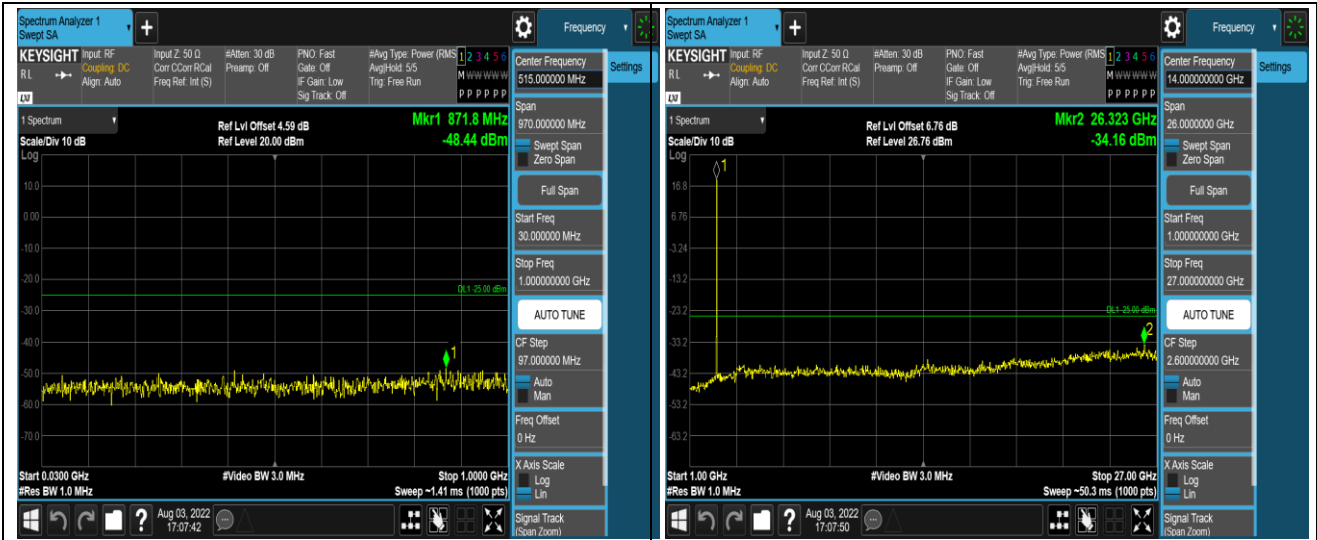 Spectrum Analyzer 1
Swept SA
+
Frequency
KEYSIGHT
Input: RF
Input Z: 50 Ω
#Atten: 30 dB
PNO: Fast
#Avg Type: Power (RMS
1 2 3 4 5 6
R L
Coupling: DC
Corr CCorr RCal
Preamp: Off
Gate: Off
Avg|Hold: 5/5
M W W W W W
Align: Auto
Freq Ref: Int (S)
IF Gain: Low
Trig: Free Run
Sig Track: Off
P P P P P P
LXI
Center Frequency
515.000000 MHz
Settings
Span
970.000000 MHz
Swept Span
Zero Span
Full Span
Start Freq
30.000000 MHz
Stop Freq
1.000000000 GHz
AUTO TUNE
CF Step
97.000000 MHz
Auto
Man
Freq Offset
0 Hz
X Axis Scale
Log
Lin
Signal Track
(Span Zoom)
1 Spectrum
Ref Lvl Offset 4.59 dB
Mkr1 871.8 MHz
Scale/Div 10 dB
Ref Level 20.00 dBm
-48.44 dBm
Log
10.0
0.00
-10.0
-20.0
DL1 -25.00 dBm
-30.0
-40.0
1
-50.0
-60.0
-70.0
Start 0.0300 GHz
#Video BW 3.0 MHz
Stop 1.0000 GHz
#Res BW 1.0 MHz
Sweep ~1.41 ms (1000 pts)
?
Aug 03, 2022
17:07:42
Spectrum Analyzer 1
Swept SA
+
Frequency
KEYSIGHT
Input: RF
Input Z: 50 Ω
#Atten: 30 dB
PNO: Fast
#Avg Type: Power (RMS
1 2 3 4 5 6
R L
Coupling: DC
Corr CCorr RCal
Preamp: Off
Gate: Off
Avg|Hold: 5/5
M W W W W W
Align: Auto
Freq Ref: Int (S)
IF Gain: Low
Trig: Free Run
Sig Track: Off
P P P P P P
LXI
Center Frequency
14.000000000 GHz
Settings
Span
26.0000000 GHz
Swept Span
Zero Span
Full Span
Start Freq
1.000000000 GHz
Stop Freq
27.000000000 GHz
AUTO TUNE
CF Step
2.600000000 GHz
Auto
Man
Freq Offset
0 Hz
X Axis Scale
Log
Lin
Signal Track
(Span Zoom)
1 Spectrum
Ref Lvl Offset 6.76 dB
Mkr2 26.323 GHz
Scale/Div 10 dB
Ref Level 26.76 dBm
-34.16 dBm
Log
1
16.8
6.76
-3.24
-13.2
-23.2
DL1 -25.00 dBm
2
-33.2
-43.2
-53.2
-63.2
Start 1.00 GHz
#Video BW 3.0 MHz
Stop 27.00 GHz
#Res BW 1.0 MHz
Sweep ~50.3 ms (1000 pts)
?
Aug 03, 2022
17:07:50